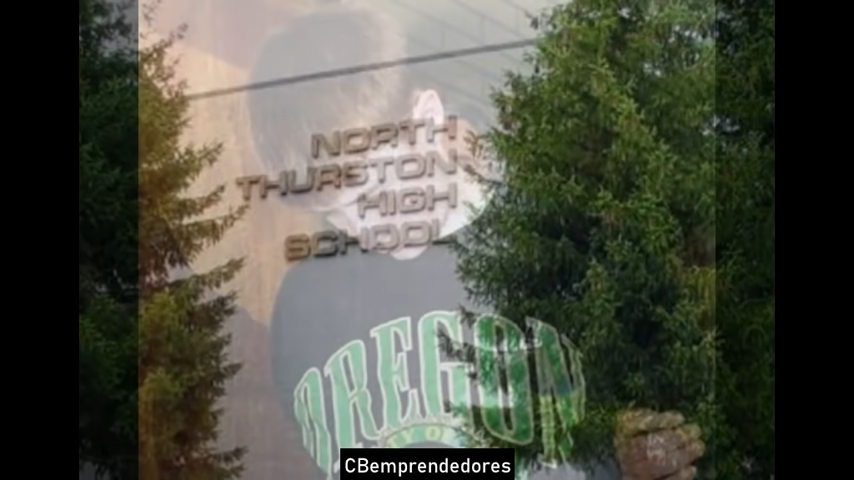 NORTH
THURSTON
HIGH
SCHOOL
OREGON
CBemprendedores